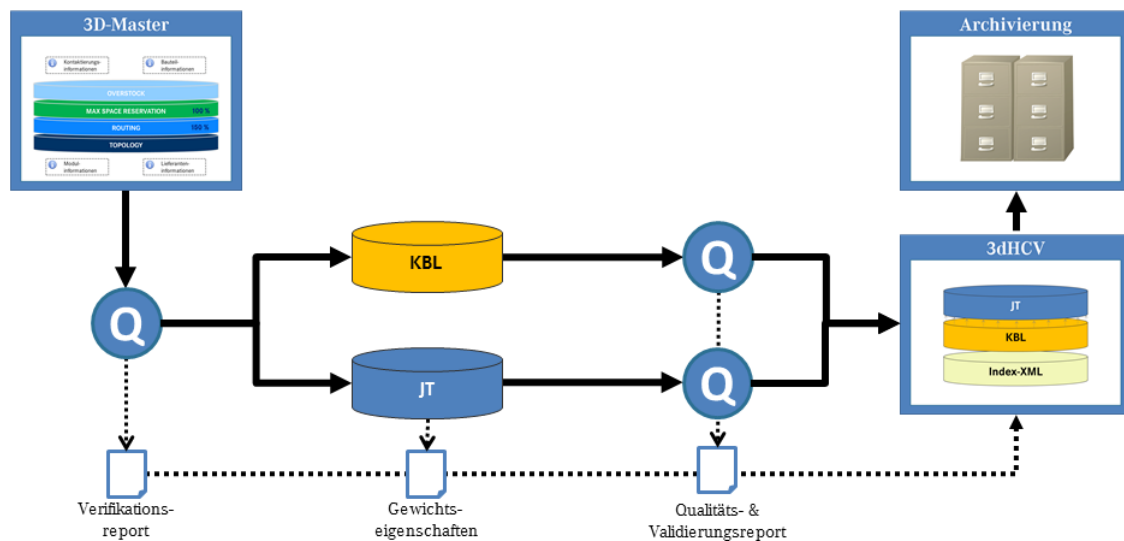 3D-Master
Kontaktierungs-
informationen
Bauteil-
informationen
OVERSTOCK
MAX SPACE RESERVATION 100 %
ROUTING 150 %
TOPOLOGY
Modul-
informationen
Lieferanten-
informationen
Archivierung
KBL
Q
3dHCV
JT
KBL
Index-XML
Q
JT
Q
Verifikations-
report
Gewichts-
eigenschaften
Qualitäts- &
Validierungsreport